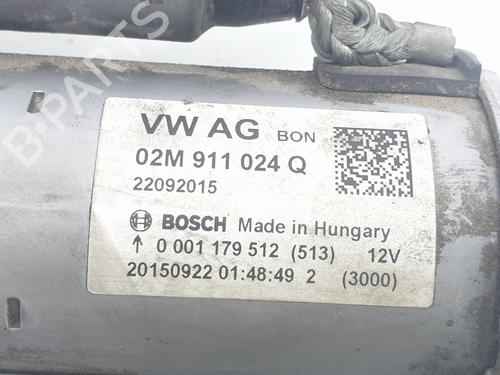 B-PARTS
VW AG BON
02M 911 024 Q
22092015
BOSCH Made in Hungary
↑ 0 001 179 512 (513) 12V
20150922 01:48:49 2 (3000)